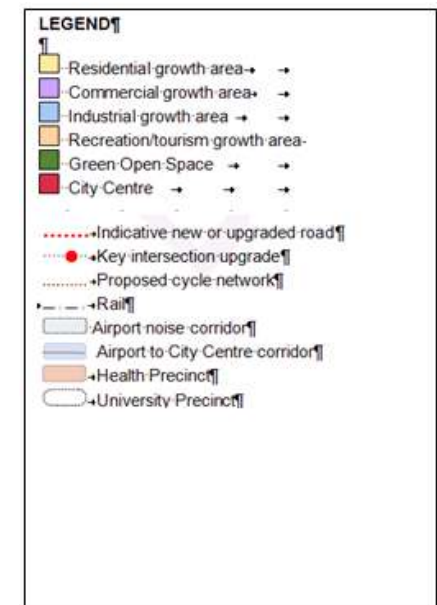 LEGEND¶
¶
Residential growth area
Commercial growth area
Industrial growth area
Recreation/tourism growth area
Green Open Space
City Centre
Indicative new or upgraded road¶
Key intersection upgrade¶
Proposed cycle network¶
Rail¶
Airport noise corridor¶
Airport to City Centre corridor¶
Health Precinct¶
University Precinct¶